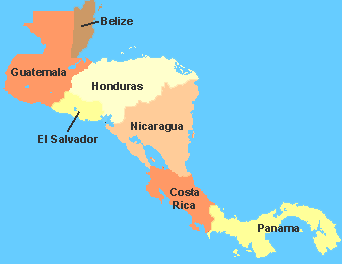 Belize
Guatemala
Honduras
Nicaragua
El Salvador
Costa
Rica
Panama